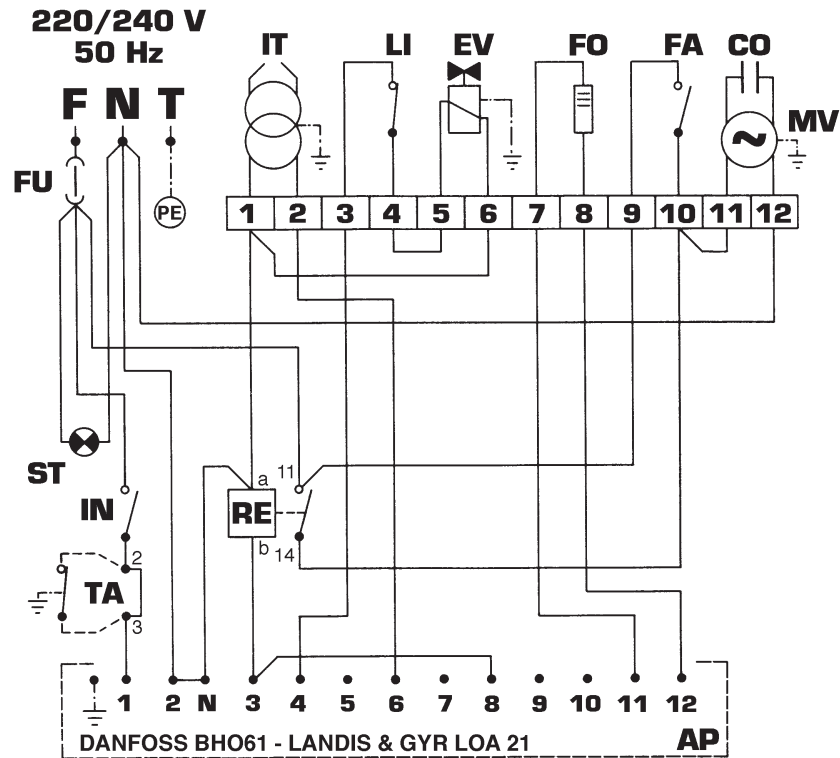 220/240 V
50 Hz
IT LI EV FO FA CO
F N T
MV
FU
PE
1 2 3 4 5 6 7 8 9 10 11 12
ST
a 11
IN RE
b 14
2
TA
3
1 2 N 3 4 5 6 7 8 9 10 11 12
DANFOSS BHO61 - LANDIS & GYR LOA 21 AP